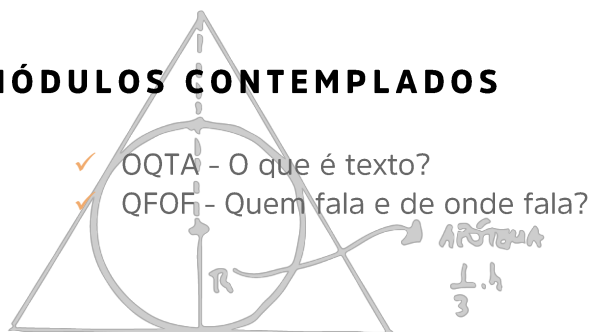 MÓDULOS CONTEMPLADOS
OQTA - O que é texto?
QFOF - Quem fala e de onde fala?
R
APÓTEMA
1
3 . h